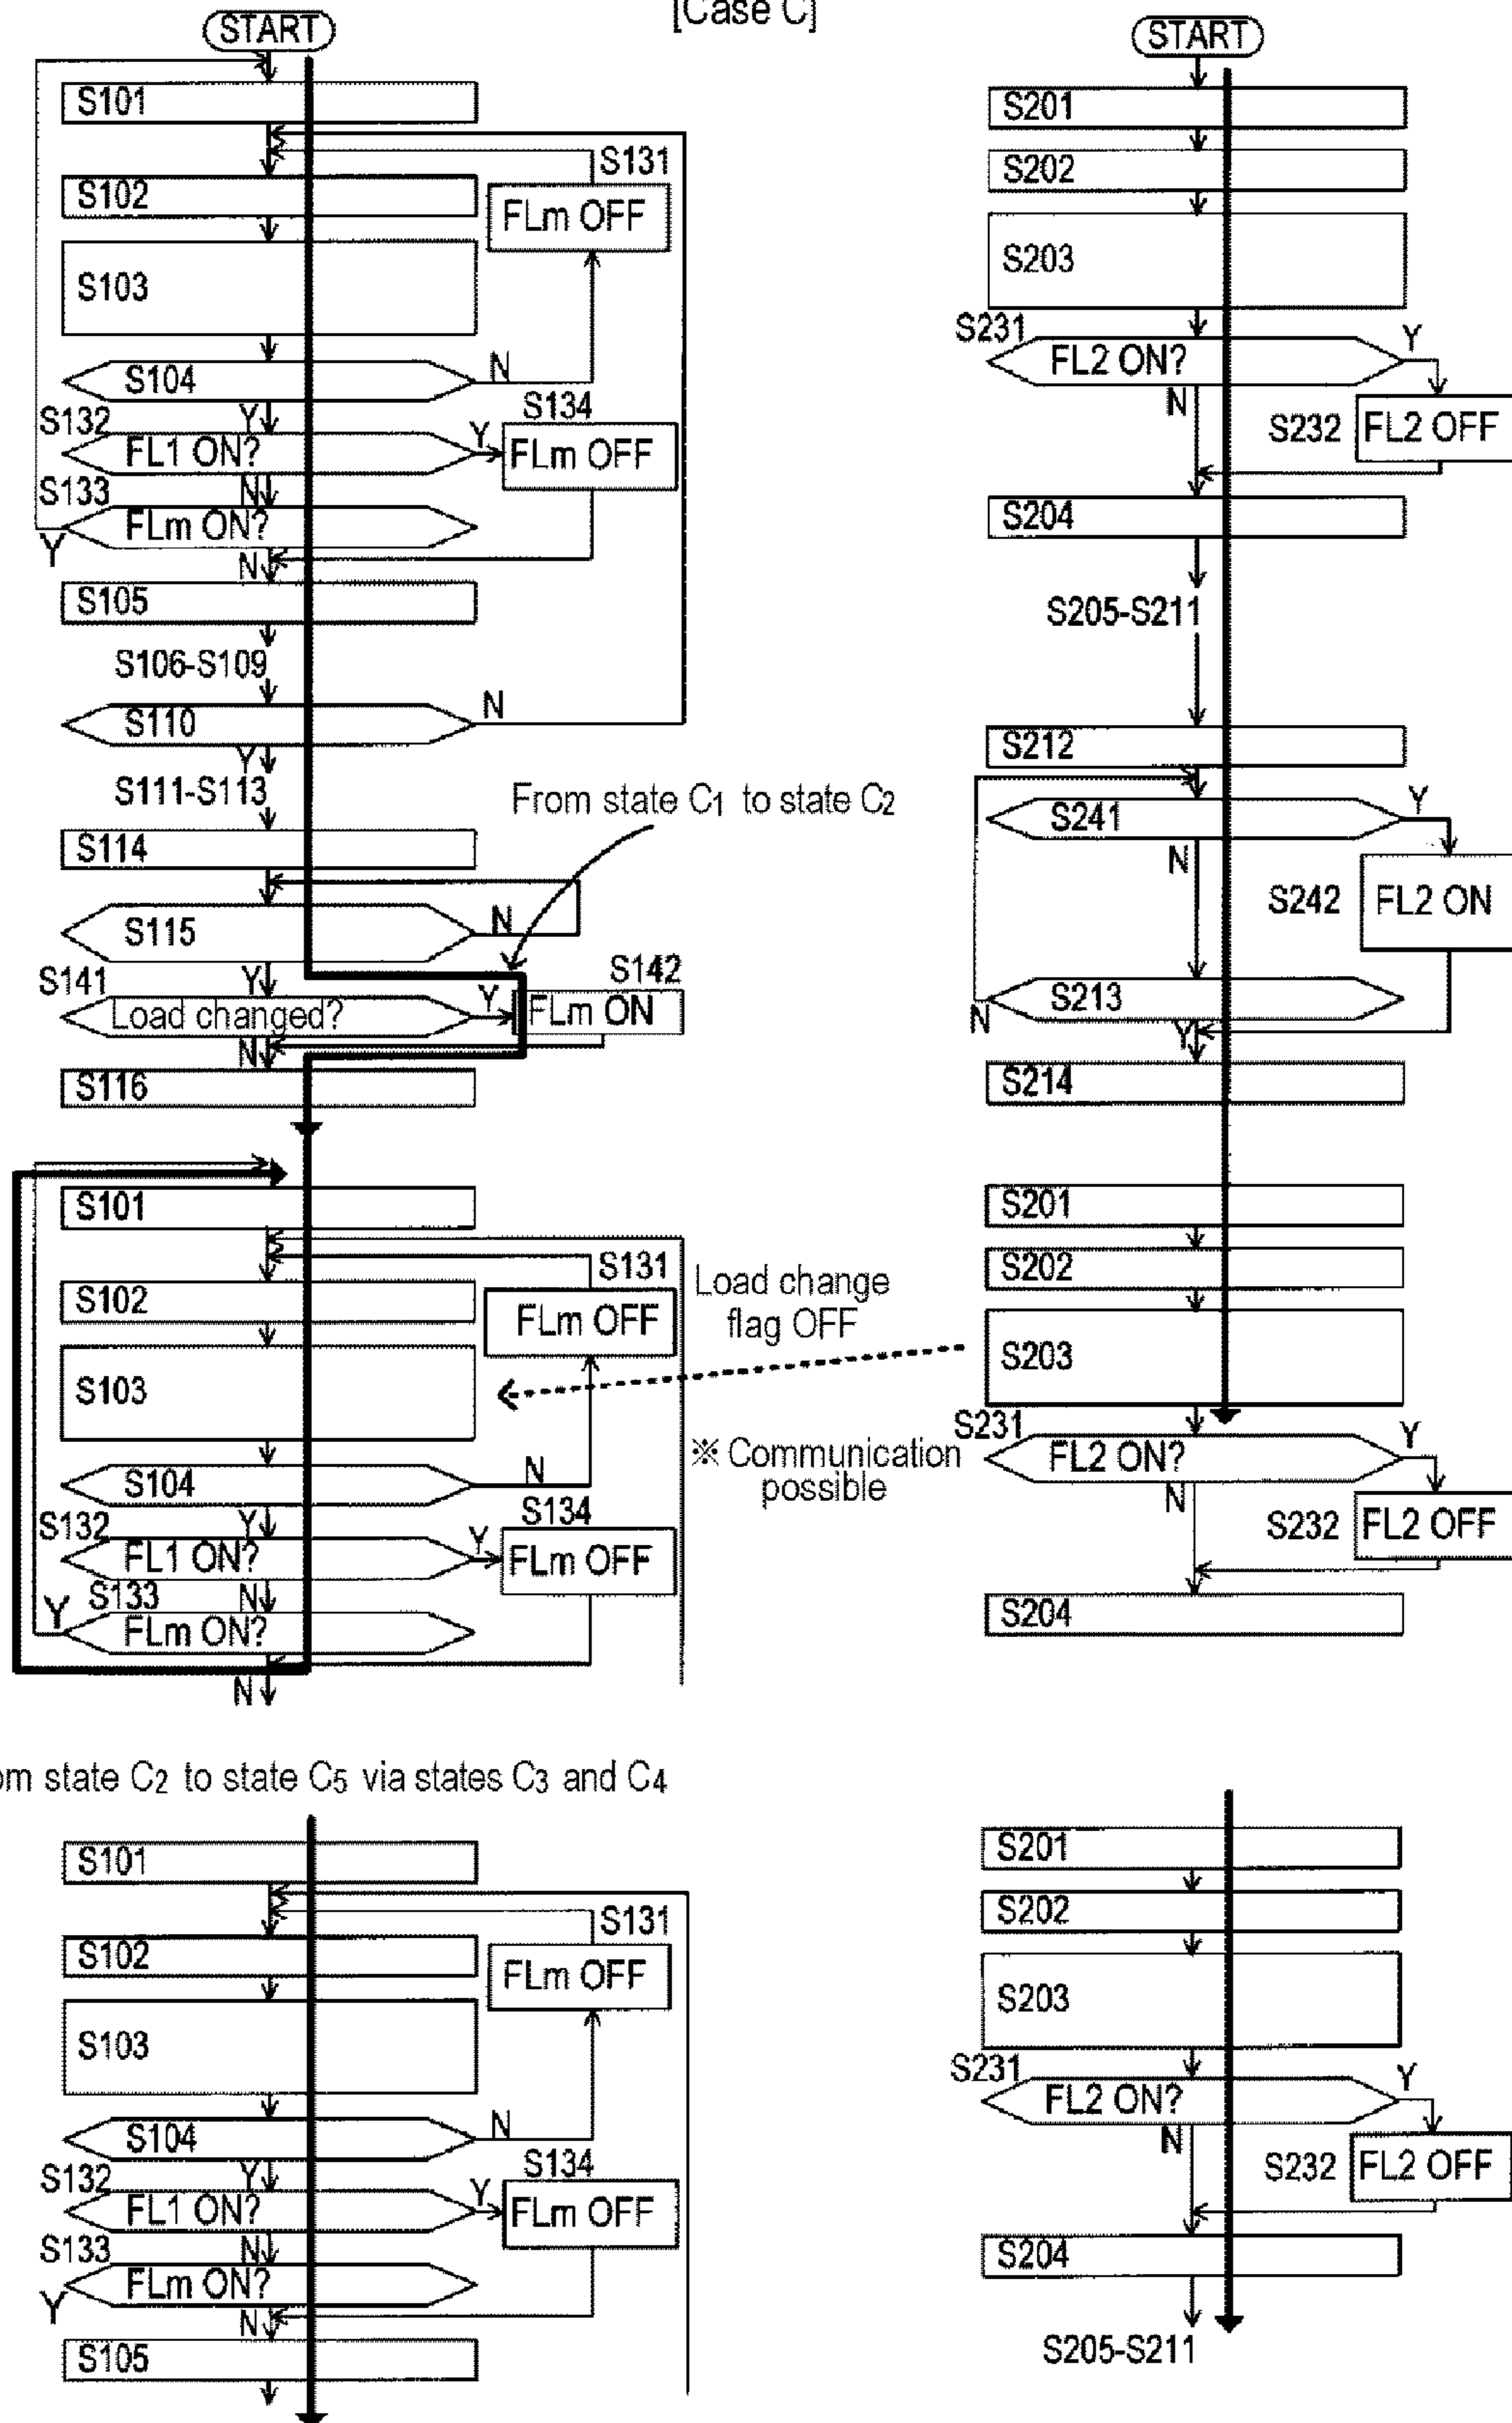 [Case C]
START
S101
S131
S102
FLm OFF
S103
S104
N
S132
Y
S134
FL1 ON?
Y
FLm OFF
S133
N
FLm ON?
Y
N
S105
S106-S109
S110
N
Y
S111-S113
From state C1 to state C2
S114
S115
N
S141
Y
S142
Load changed?
Y
FLm ON
N
S116
S101
S131
S102
FLm OFF
Load change
flag OFF
S103
※ Communication
possible
S104
N
S132
Y
S134
FL1 ON?
Y
FLm OFF
S133
N
Y
FLm ON?
N
START
S201
S202
S203
S231
FL2 ON?
Y
N
S232
FL2 OFF
S204
S205-S211
S212
S241
Y
N
S242
FL2 ON
S213
N
Y
S214
S201
S202
S203
S231
FL2 ON?
Y
N
S232
FL2 OFF
S204
om state C2 to state C5 via states C3 and C4
S101
S131
S102
FLm OFF
S103
S104
N
S132
Y
S134
FL1 ON?
Y
FLm OFF
S133
N
FLm ON?
Y
N
S105
S201
S202
S203
S231
FL2 ON?
Y
N
S232
FL2 OFF
S204
S205-S211